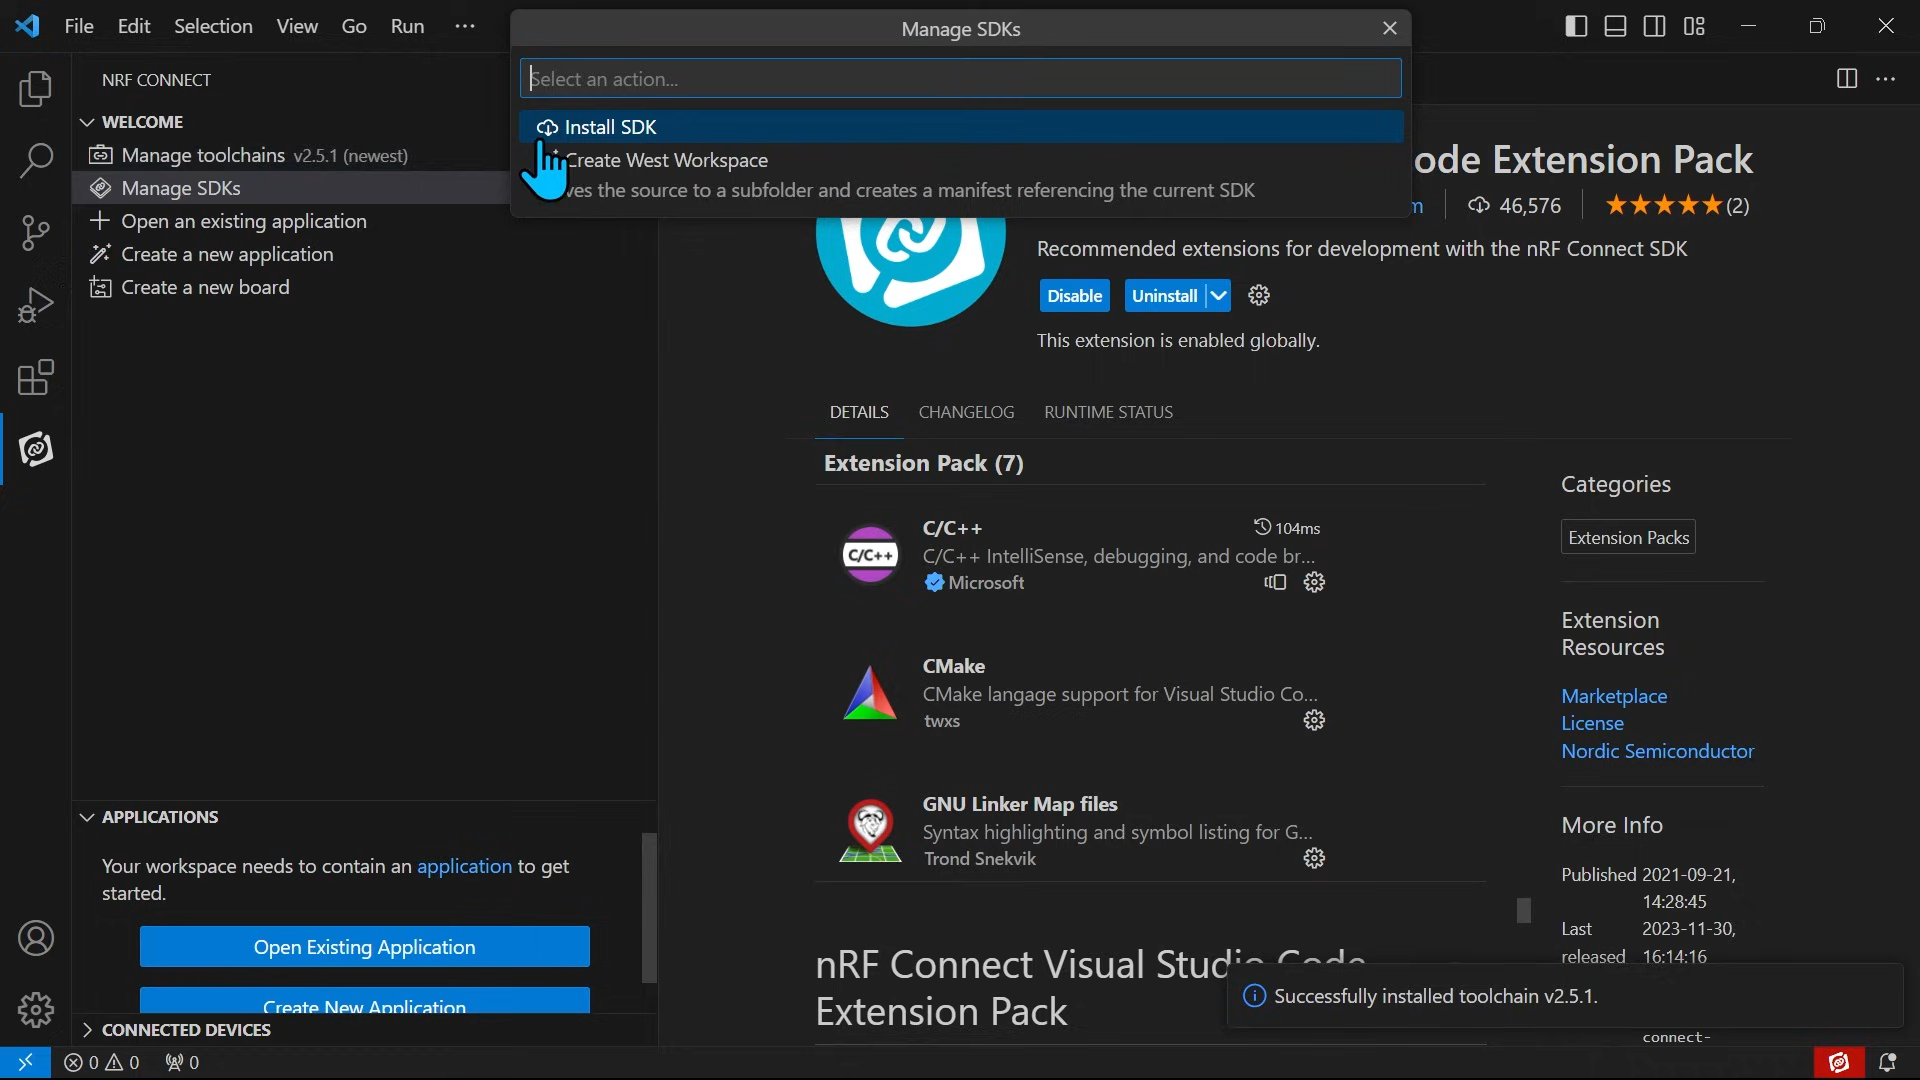 File Edit Selection View Go Run ···
Manage SDKs
Select an action...
Install SDK
Create West Workspace
ves the source to a subfolder and creates a manifest referencing the current SDK
NRF CONNECT
WELCOME
Manage toolchains v2.5.1 (newest)
Manage SDKs
Open an existing application
Create a new application
Create a new board
ode Extension Pack
m 46,576 (2)
Recommended extensions for development with the nRF Connect SDK
Disable Uninstall
This extension is enabled globally.
DETAILS CHANGELOG RUNTIME STATUS
Extension Pack (7)
C/C++
C/C++ 104ms
C/C++ IntelliSense, debugging, and code br...
Microsoft
CMake
CMake langage support for Visual Studio Co...
twxs
GNU Linker Map files
Syntax highlighting and symbol listing for G...
Trond Snekvik
nRF Connect Visual Studio Code
Extension Pack
Categories
Extension Packs
Extension
Resources
Marketplace
License
Nordic Semiconductor
More Info
Published 2021-09-21,
14:28:45
Last 2023-11-30,
released 16:14:16
connect-
Successfully installed toolchain v2.5.1.
APPLICATIONS
Your workspace needs to contain an application to get
started.
Open Existing Application
Create New Application
CONNECTED DEVICES
0 0 0